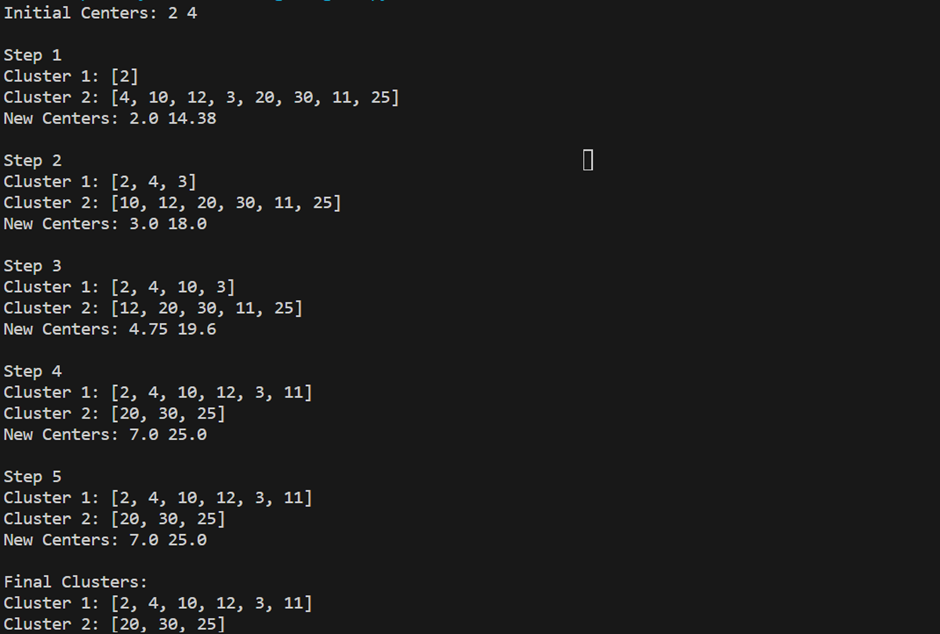 Initial Centers: 2 4
Step 1
Cluster 1: [2]
Cluster 2: [4, 10, 12, 3, 20, 30, 11, 25]
New Centers: 2.0 14.38
Step 2
Cluster 1: [2, 4, 3]
Cluster 2: [10, 12, 20, 30, 11, 25]
New Centers: 3.0 18.0
Step 3
Cluster 1: [2, 4, 10, 3]
Cluster 2: [12, 20, 30, 11, 25]
New Centers: 4.75 19.6
Step 4
Cluster 1: [2, 4, 10, 12, 3, 11]
Cluster 2: [20, 30, 25]
New Centers: 7.0 25.0
Step 5
Cluster 1: [2, 4, 10, 12, 3, 11]
Cluster 2: [20, 30, 25]
New Centers: 7.0 25.0
Final Clusters:
Cluster 1: [2, 4, 10, 12, 3, 11]
Cluster 2: [20, 30, 25]